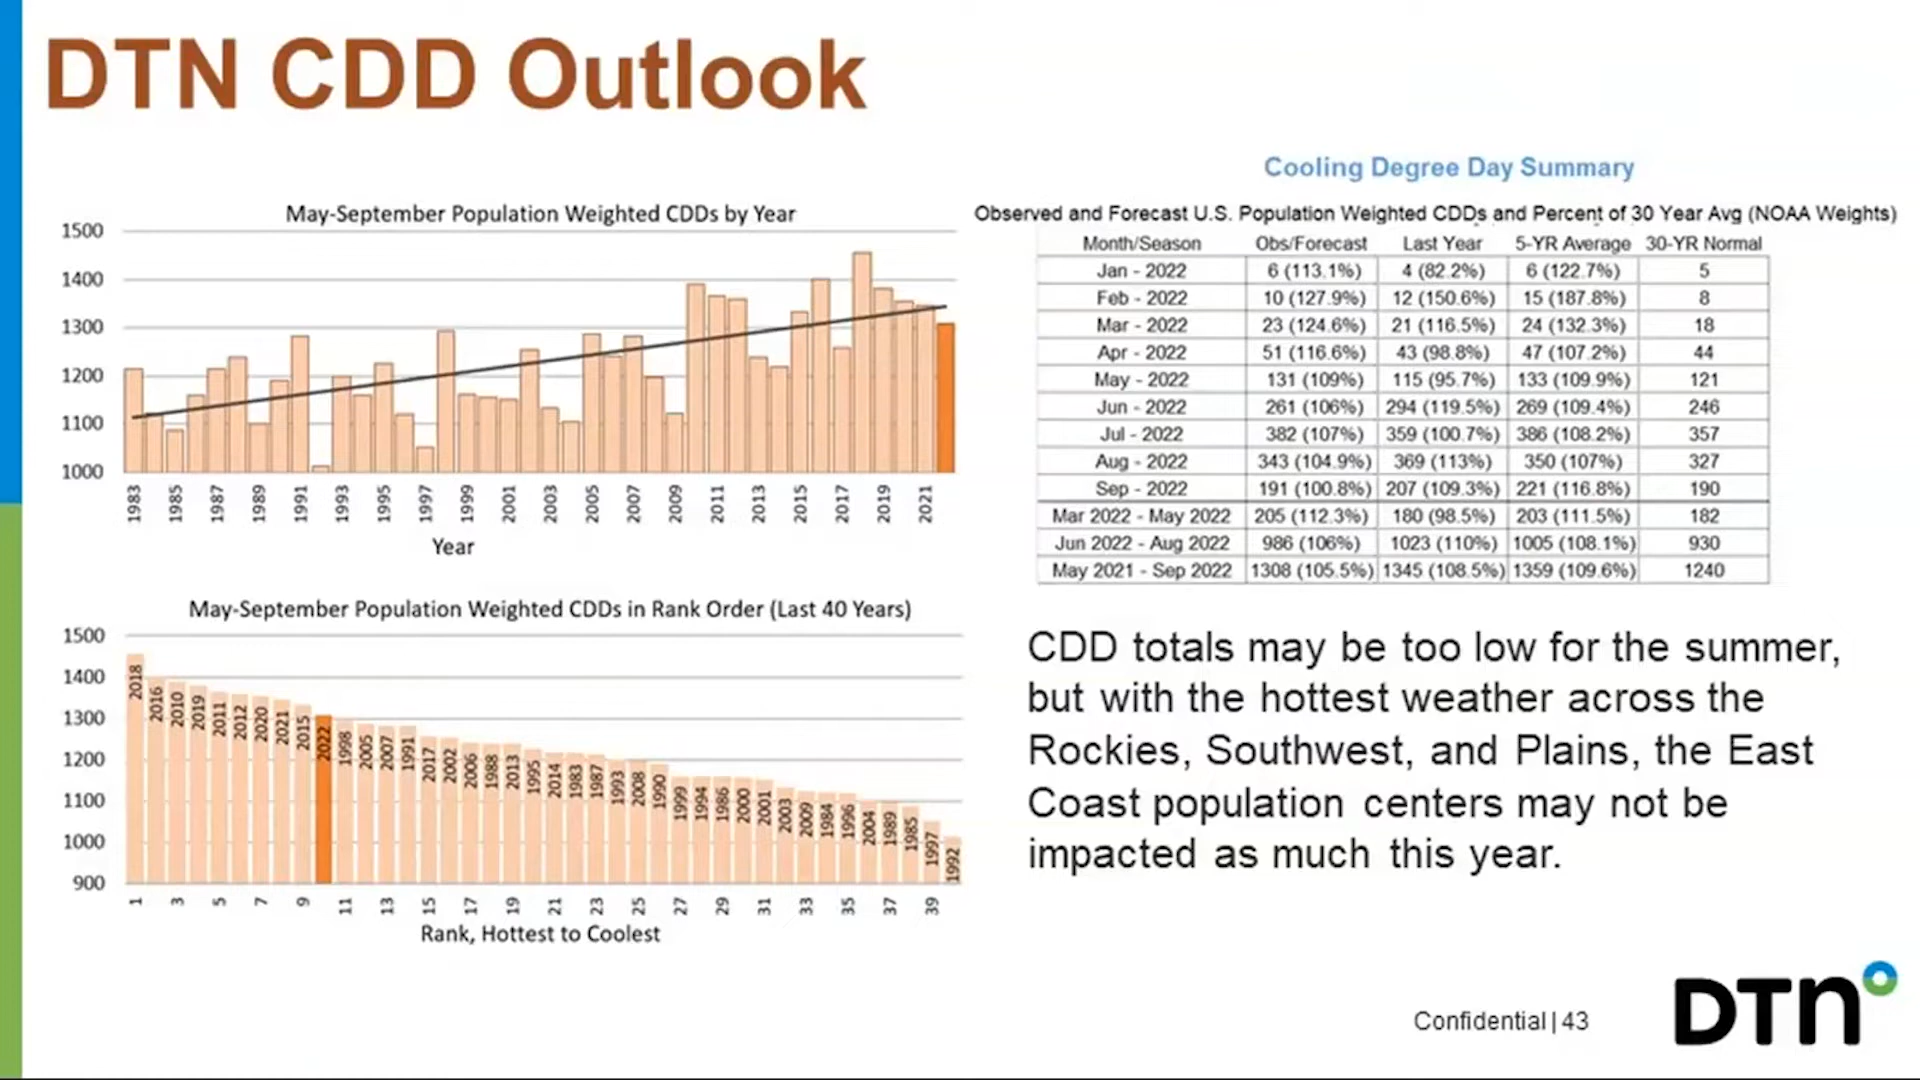 DTN CDD Outlook
May-September Population Weighted CDDs by Year
1500
1400
1300
1200
1100
1000
1983 1985 1987 1989 1991 1993 1995 1997 1999 2001 2003 2005 2007 2009 2011 2013 2015 2017 2019 2021
Year
May-September Population Weighted CDDs in Rank Order (Last 40 Years)
1500
1400
1300
1200
1100
1000
900
2018 2016 2010 2019 2011 2012 2020 2021 2015 2022 1998 2005 2007 1991 2017 2002 2006 1988 2013 1995 2014 1983 1987 1993 2008 1990 1999 1994 1986 2000 2001 2003 2009 1984 1996 2004 1989 1985 1997 1992
1 3 5 7 9 11 13 15 17 19 21 23 25 27 29 31 33 35 37 39
Rank, Hottest to Coolest
Cooling Degree Day Summary
Observed and Forecast U.S. Population Weighted CDDs and Percent of 30 Year Avg (NOAA Weights)
Month/Season Obs/Forecast Last Year 5-YR Average 30-YR Normal
Jan - 2022 6 (113.1%) 4 (82.2%) 6 (122.7%) 5
Feb - 2022 10 (127.9%) 12 (150.6%) 15 (187.8%) 8
Mar - 2022 23 (124.6%) 21 (116.5%) 24 (132.3%) 18
Apr - 2022 51 (116.6%) 43 (98.8%) 47 (107.2%) 44
May - 2022 131 (109%) 115 (95.7%) 133 (109.9%) 121
Jun - 2022 261 (106%) 294 (119.5%) 269 (109.4%) 246
Jul - 2022 382 (107%) 359 (100.7%) 386 (108.2%) 357
Aug - 2022 343 (104.9%) 369 (113%) 350 (107%) 327
Sep - 2022 191 (100.8%) 207 (109.3%) 221 (116.8%) 190
Mar 2022 - May 2022 205 (112.3%) 180 (98.5%) 203 (111.5%) 182
Jun 2022 - Aug 2022 986 (106%) 1023 (110%) 1005 (108.1%) 930
May 2021 - Sep 2022 1308 (105.5%) 1345 (108.5%) 1359 (109.6%) 1240
CDD totals may be too low for the summer,
but with the hottest weather across the
Rockies, Southwest, and Plains, the East
Coast population centers may not be
impacted as much this year.
Confidential | 43
DTN